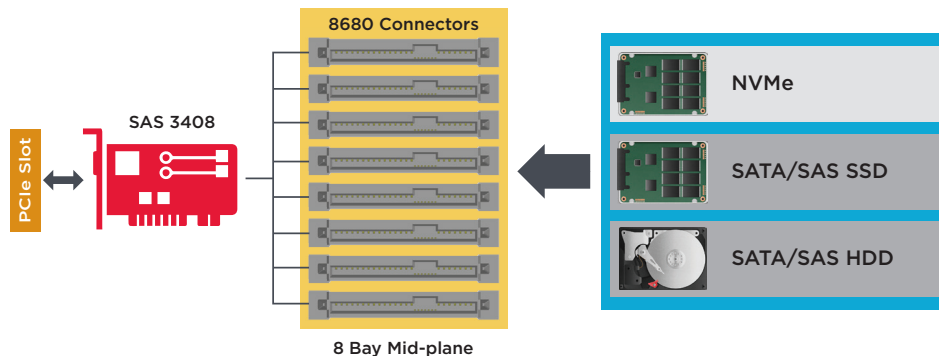 8680 Connectors
SAS 3408
PCIe Slot
NVMe
SATA/SAS SSD
SATA/SAS HDD
8 Bay Mid-plane